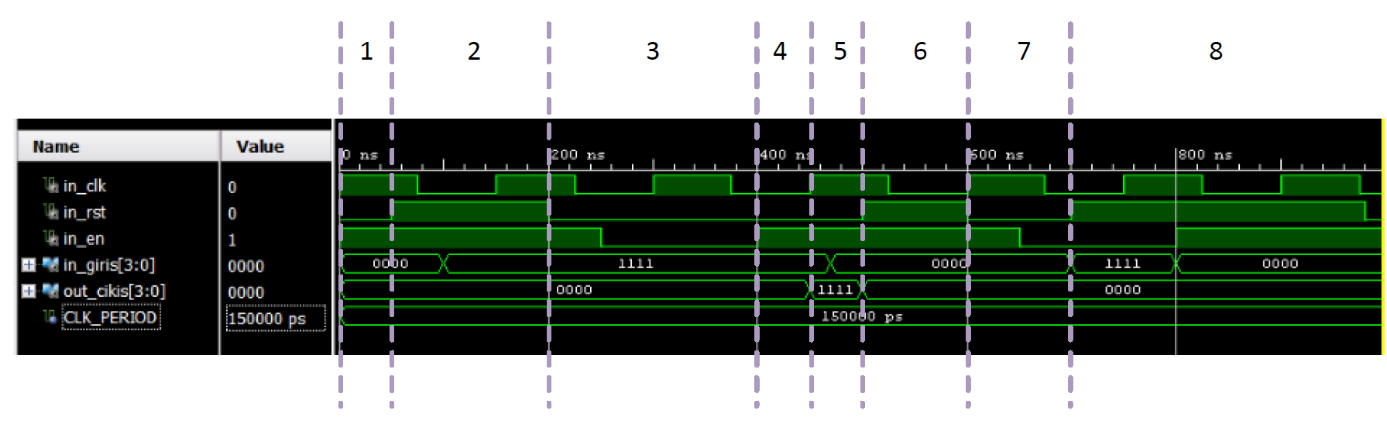 1 2 3 4 5 6 7 8
Name Value
0 ns 200 ns 400 ns 600 ns 800 ns
in_clk 0
in_rst 0
in_en 1
in_giris[3:0] 0000 0000 1111 0000 1111 0000
out_cikis[3:0] 0000 0000 1111 0000
CLK_PERIOD 150000 ps 150000 ps